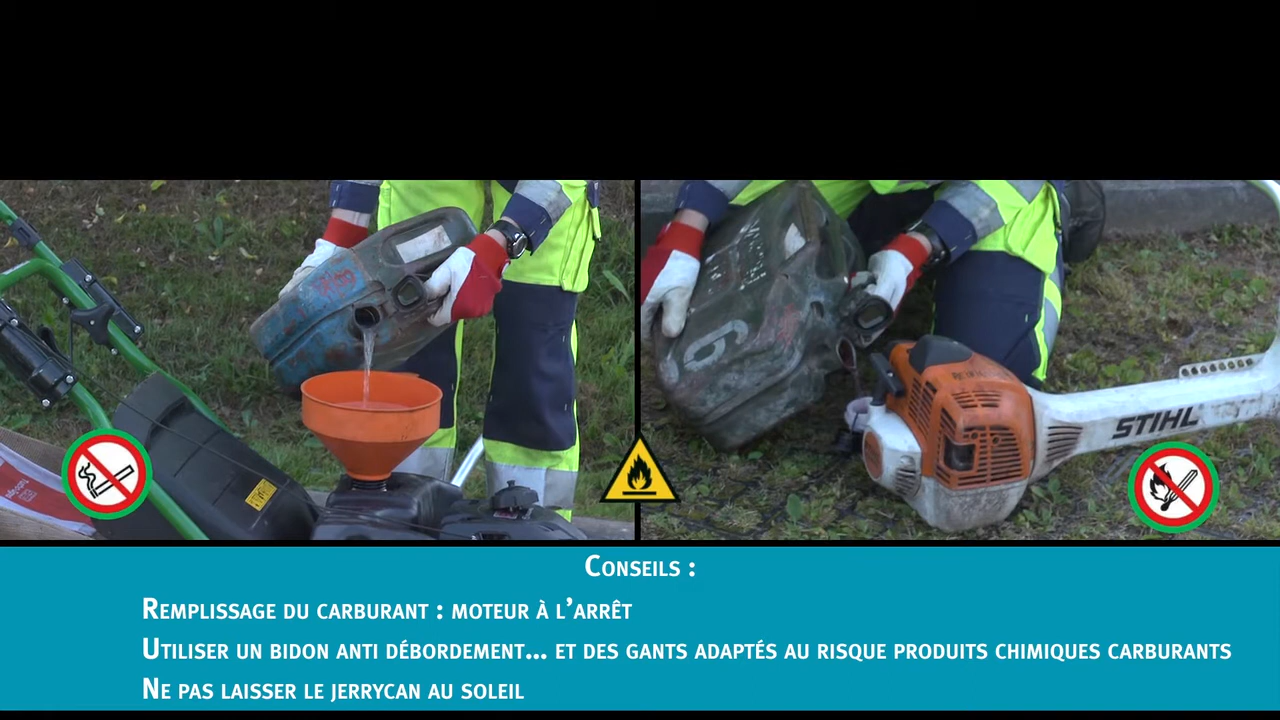 STIHL
Conseils :
Remplissage du carburant : moteur à l'arrêt
Utiliser un bidon anti débordement... et des gants adaptés au risque produits chimiques carburants
Ne pas laisser le jerrycan au soleil